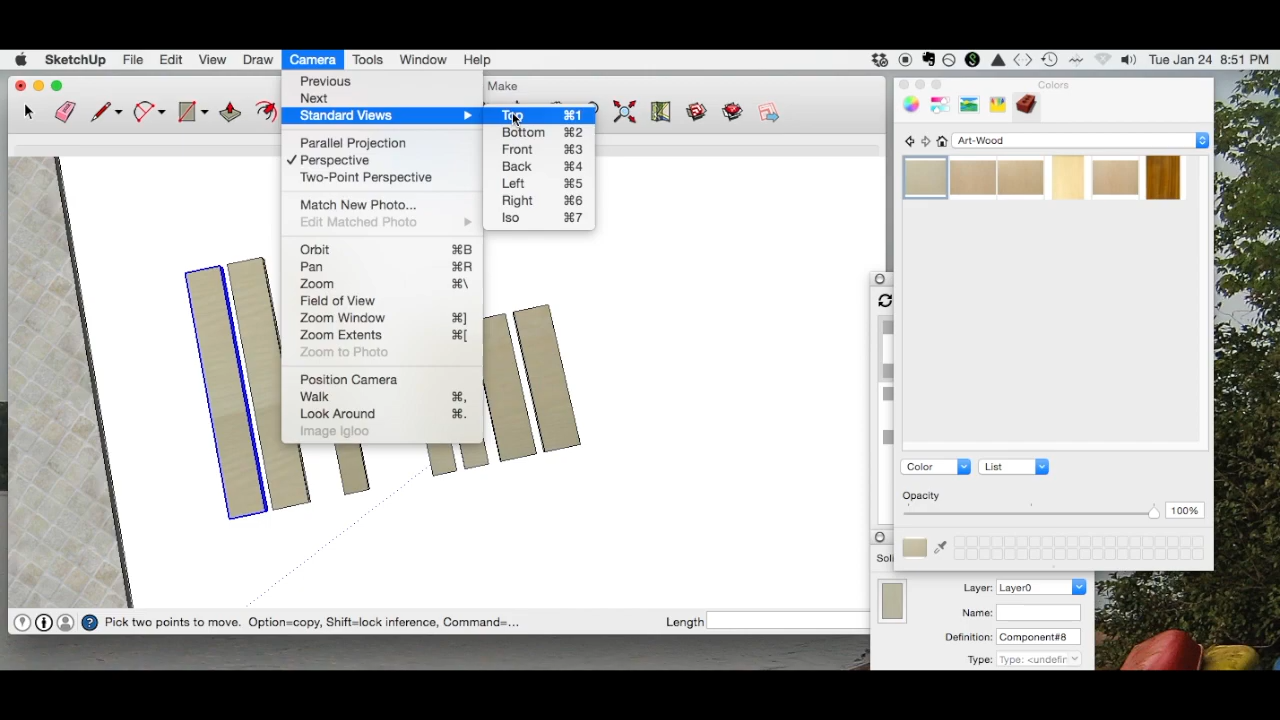 SketchUp File Edit View Draw Camera Tools Window Help Tue Jan 24 8:51 PM
Make
Previous
Next
Standard Views
Parallel Projection
✓ Perspective
Two-Point Perspective
Match New Photo...
Edit Matched Photo
Orbit ⌘B
Pan ⌘R
Zoom ⌘\
Field of View
Zoom Window ⌘]
Zoom Extents ⌘[
Zoom to Photo
Position Camera
Walk ⌘,
Look Around ⌘.
Image Igloo
Top ⌘1
Bottom ⌘2
Front ⌘3
Back ⌘4
Left ⌘5
Right ⌘6
Iso ⌘7
Colors
Art-Wood
Color List
Opacity
100%
Soli
Layer: Layer0
Name:
Definition: Component#8
Type: Type: <undefin
Pick two points to move. Option=copy, Shift=lock inference, Command=...
Length